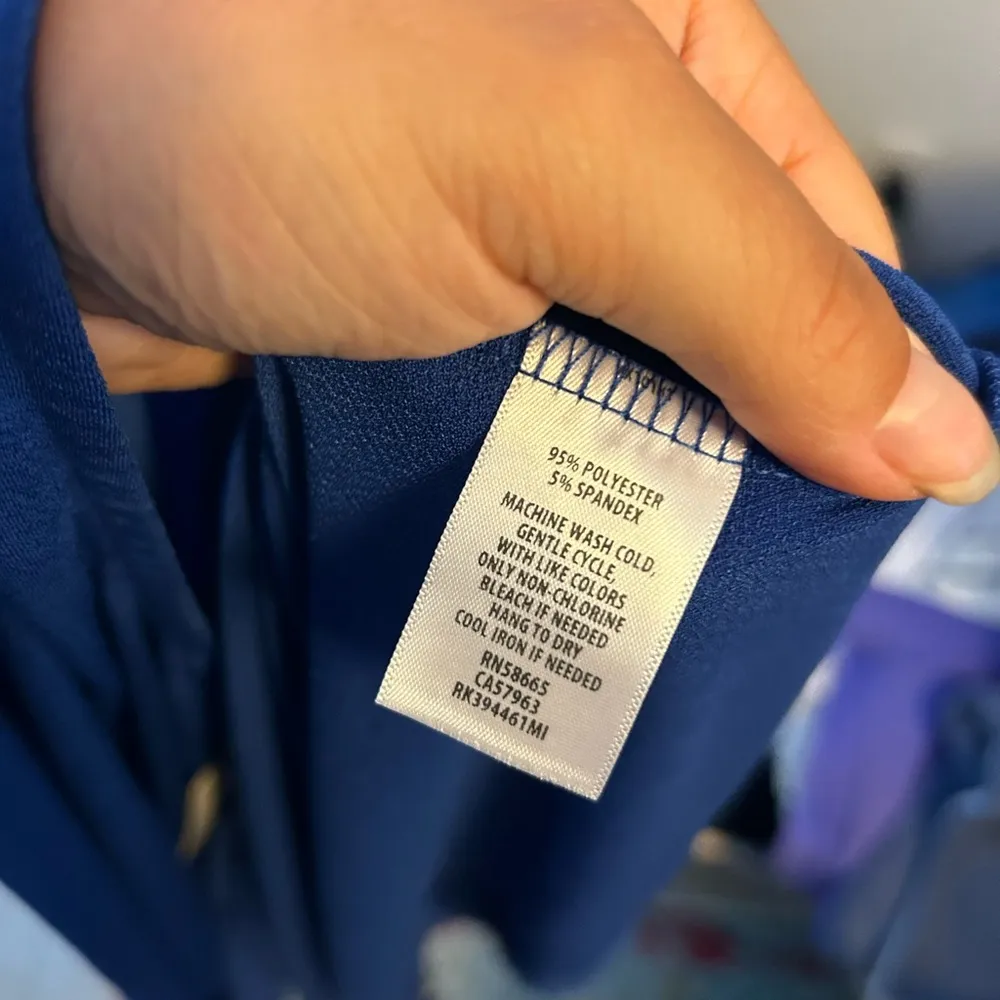 95% POLYESTER
5% SPANDEX
MACHINE WASH COLD,
GENTLE CYCLE,
WITH LIKE COLORS
ONLY NON-CHLORINE
BLEACH IF NEEDED
HANG TO DRY
COOL IRON IF NEEDED
RN58665
CA57963
RK394461MI